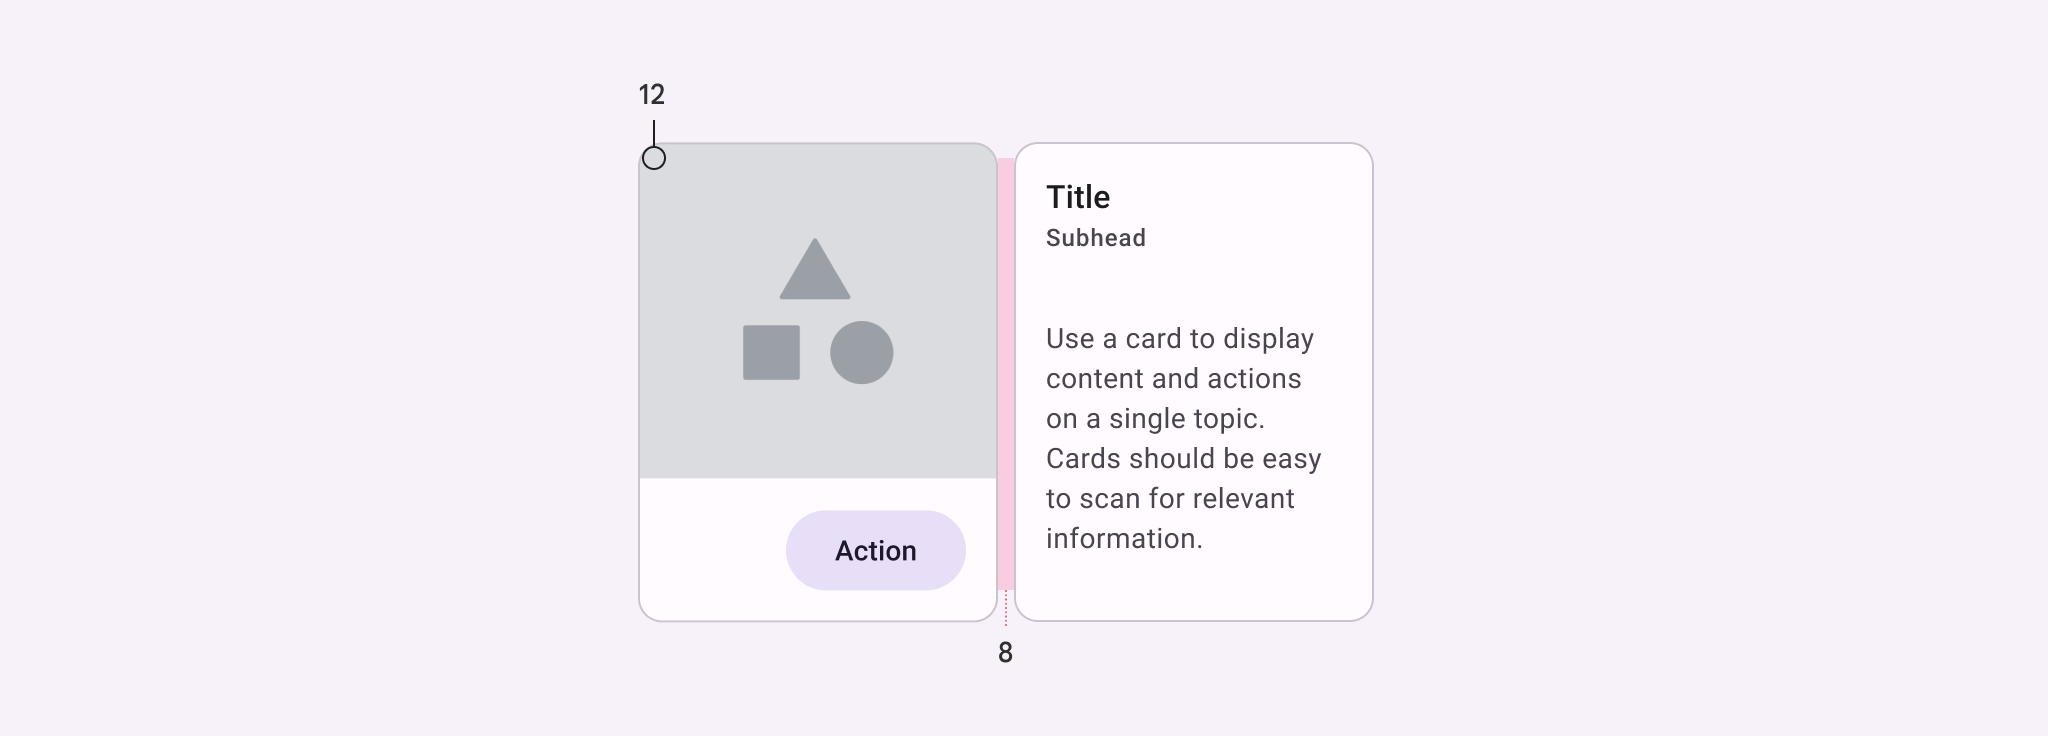 12
Action
Title
Subhead
Use a card to display
content and actions
on a single topic.
Cards should be easy
to scan for relevant
information.
8